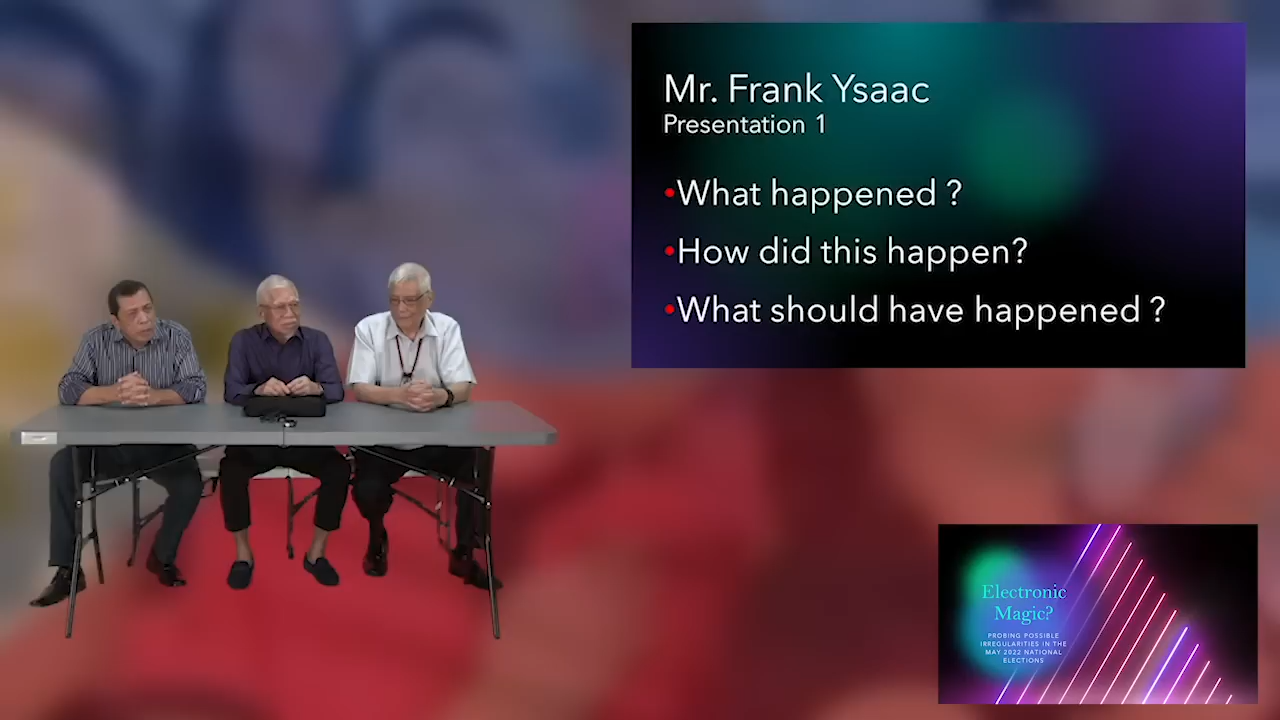 Mr. Frank Ysaac
Presentation 1
•What happened ?
•How did this happen?
•What should have happened ?
Electronic
Magic?
PROBING POSSIBLE
IRREGULARITIES IN THE
MAY 2022 NATIONAL
ELECTIONS